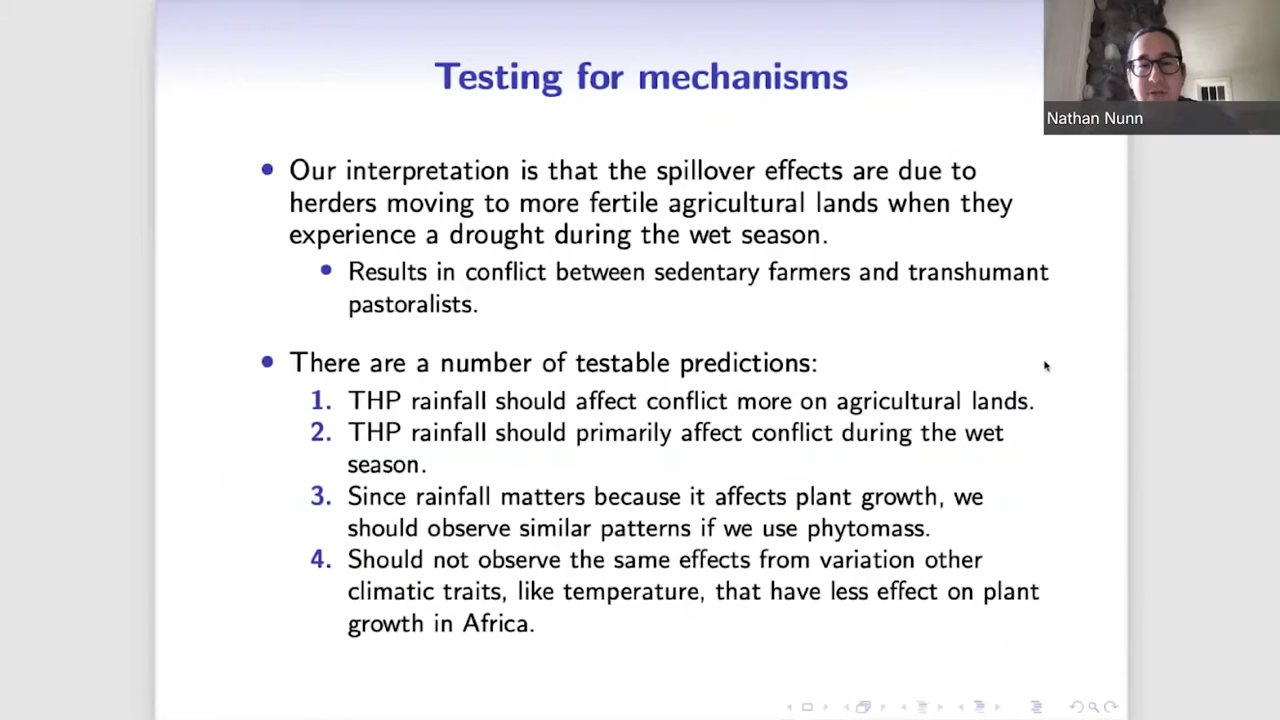 Testing for mechanisms
Nathan Nunn
• Our interpretation is that the spillover effects are due to
herders moving to more fertile agricultural lands when they
experience a drought during the wet season.
• Results in conflict between sedentary farmers and transhumant
pastoralists.
• There are a number of testable predictions:
1. THP rainfall should affect conflict more on agricultural lands.
2. THP rainfall should primarily affect conflict during the wet
season.
3. Since rainfall matters because it affects plant growth, we
should observe similar patterns if we use phytomass.
4. Should not observe the same effects from variation other
climatic traits, like temperature, that have less effect on plant
growth in Africa.